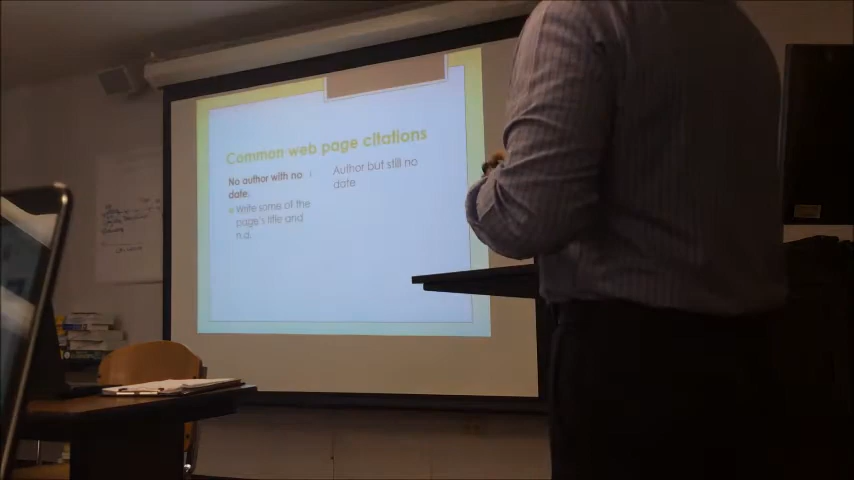 Common web page citations
No author with no
date.
Write some of the
page's title and
n.d.
Author but still no
date